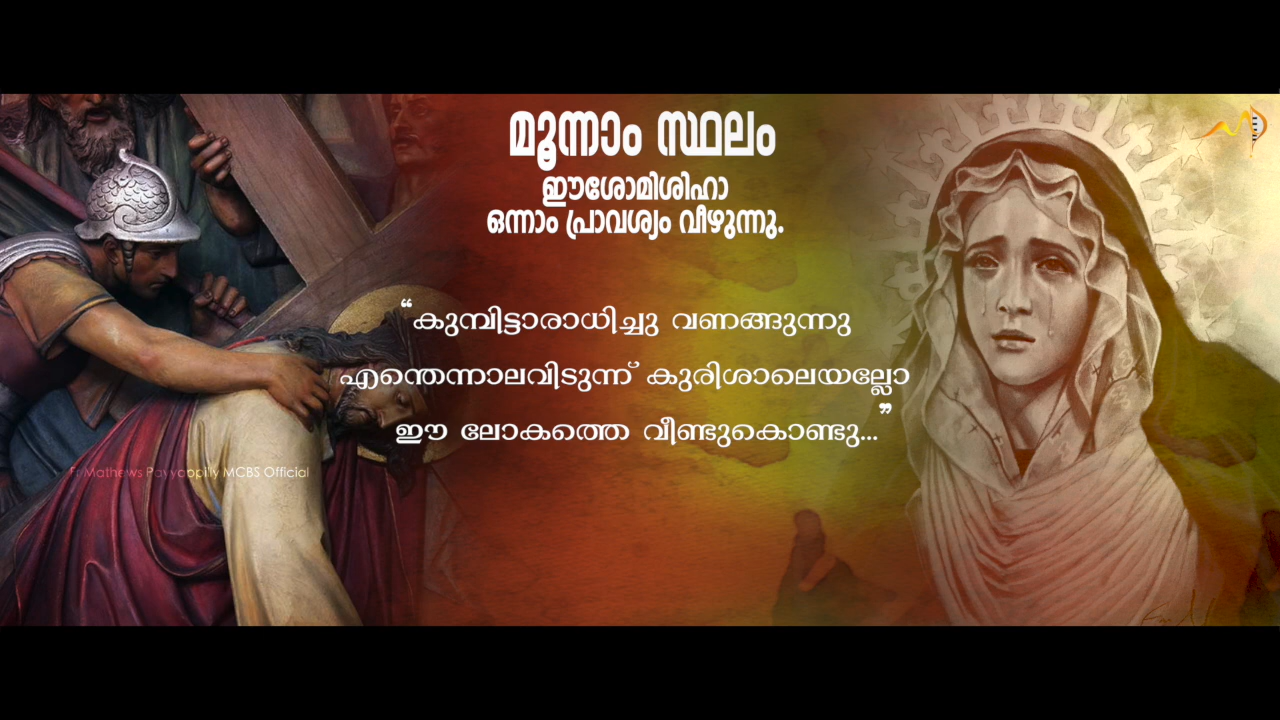 മൂന്നാം സ്ഥലം
ഈശോമിശിഹാ
ഒന്നാം പ്രാവശ്യം വീഴുന്നു.
“കുമ്പിട്ടാരാധിച്ചു വണങ്ങുന്നു
എന്തെന്നാലവിടുന്ന് കുരിശാലെയല്ലോ
ഈ ലോകത്തെ വീണ്ടുകൊണ്ടു...”
Fr Mathews Payyappilly MCBS Official